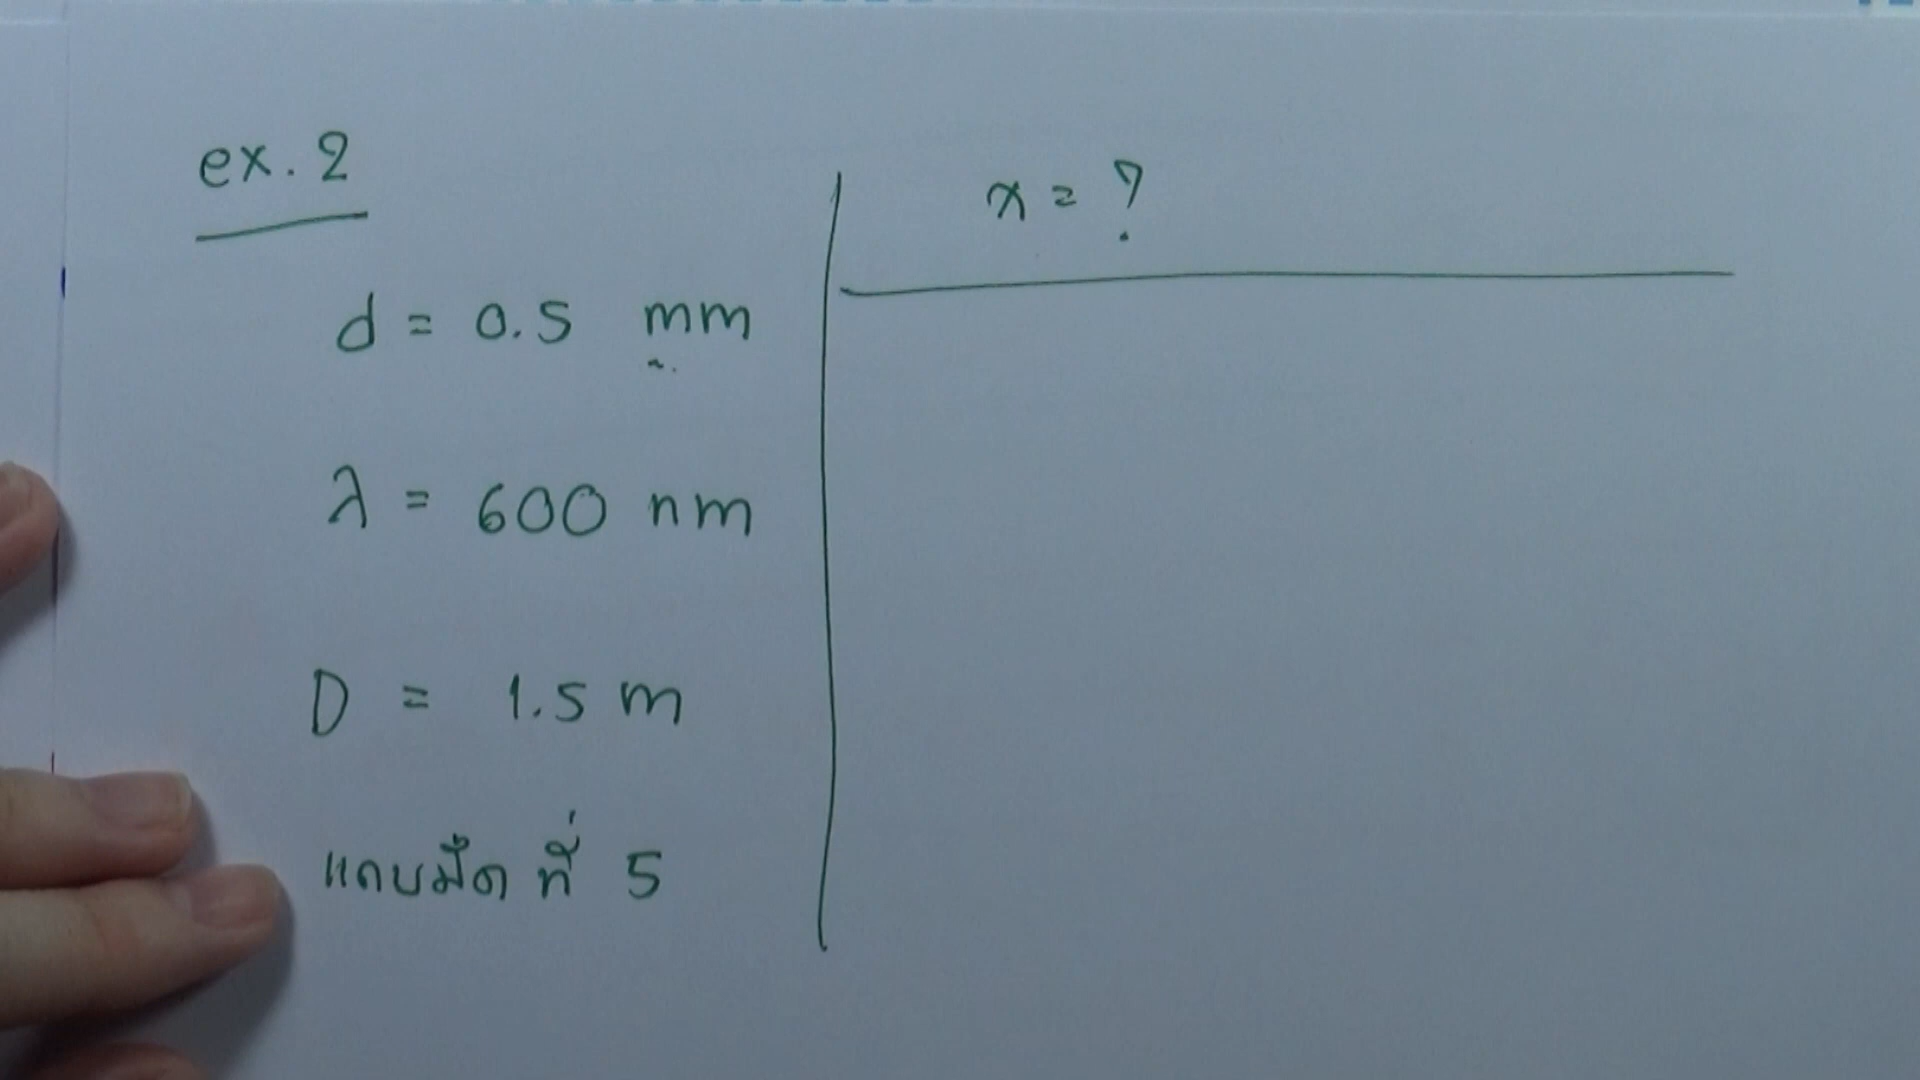 ex. 2
d = 0.5 mm
λ = 600 nm
D = 1.5 m
แถบมืด ที่ 5
x = ?